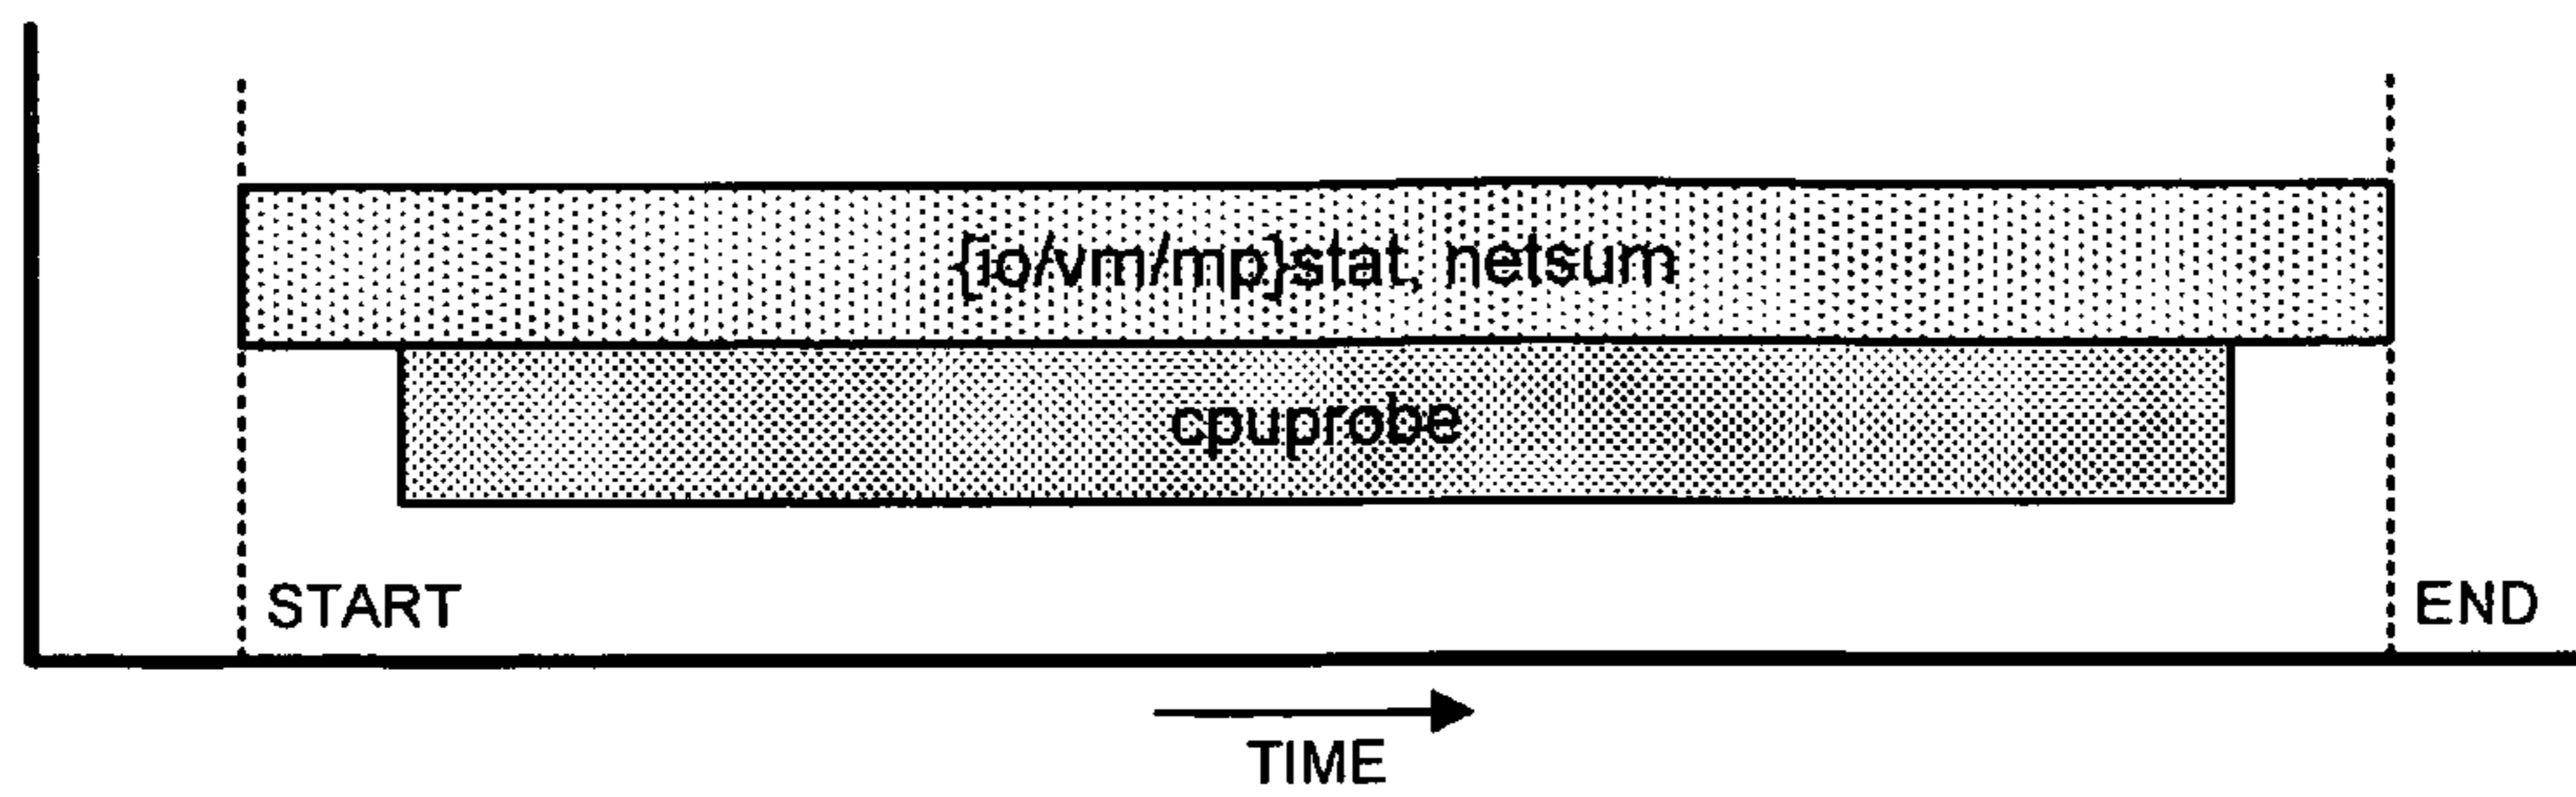 {io/vm/mp}stat, netsum
cpuprobe
START
END
TIME